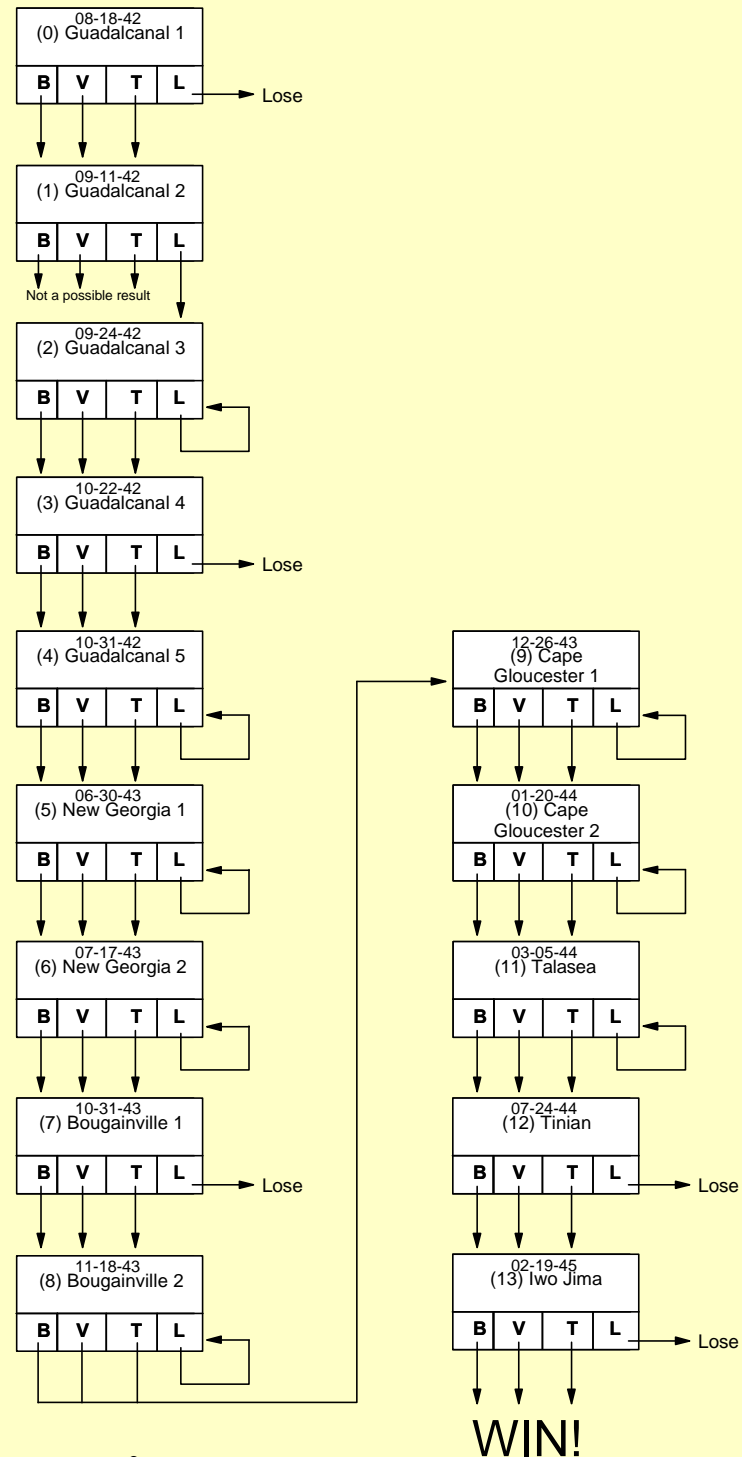 08-18-42
(0) Guadalcanal 1
B V T L
Lose
09-11-42
(1) Guadalcanal 2
B V T L
Not a possible result
09-24-42
(2) Guadalcanal 3
B V T L
10-22-42
(3) Guadalcanal 4
B V T L
Lose
10-31-42
(4) Guadalcanal 5
B V T L
06-30-43
(5) New Georgia 1
B V T L
07-17-43
(6) New Georgia 2
B V T L
10-31-43
(7) Bougainville 1
B V T L
Lose
11-18-43
(8) Bougainville 2
B V T L
12-26-43
(9) Cape
Gloucester 1
B V T L
01-20-44
(10) Cape
Gloucester 2
B V T L
03-05-44
(11) Talasea
B V T L
07-24-44
(12) Tinian
B V T L
Lose
02-19-45
(13) Iwo Jima
B V T L
Lose
WIN!